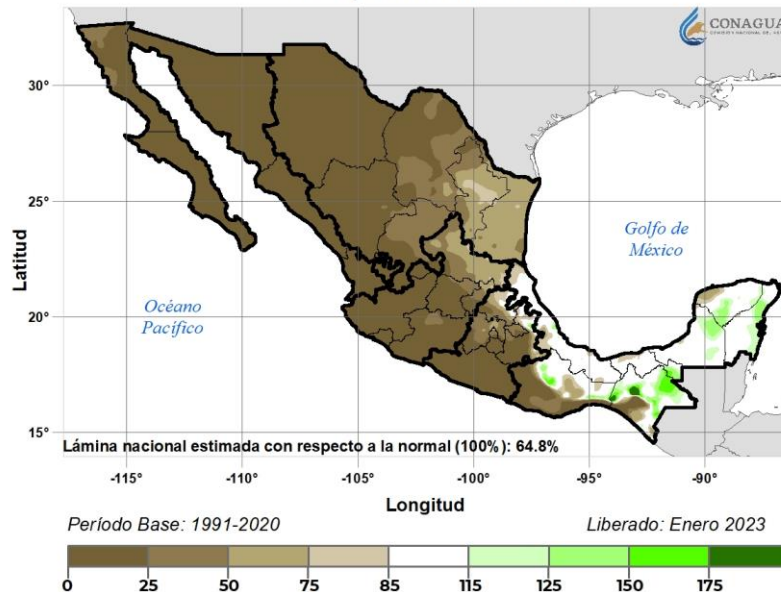 CONAGUA
30°
25°
20°
15°
Latitud
Golfo de
México
Océano
Pacífico
Lámina nacional estimada con respecto a la normal (100%): 64.8%
-115° -110° -105° -100° -95° -90°
Longitud
Período Base: 1991-2020 Liberado: Enero 2023
0 25 50 75 85 115 125 150 175